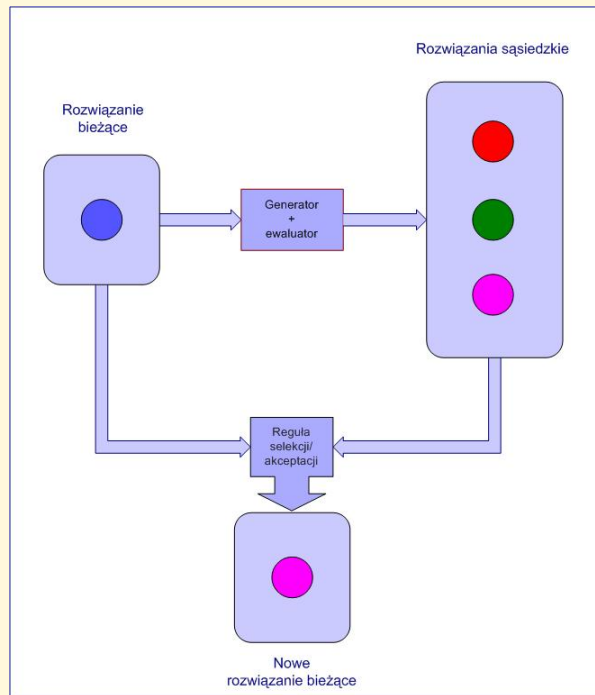 Rozwiązania sąsiedzkie
Rozwiązanie
bieżące
Generator
+
ewaluator
Reguła
selekcji/
akceptacji
Nowe
rozwiązanie bieżące